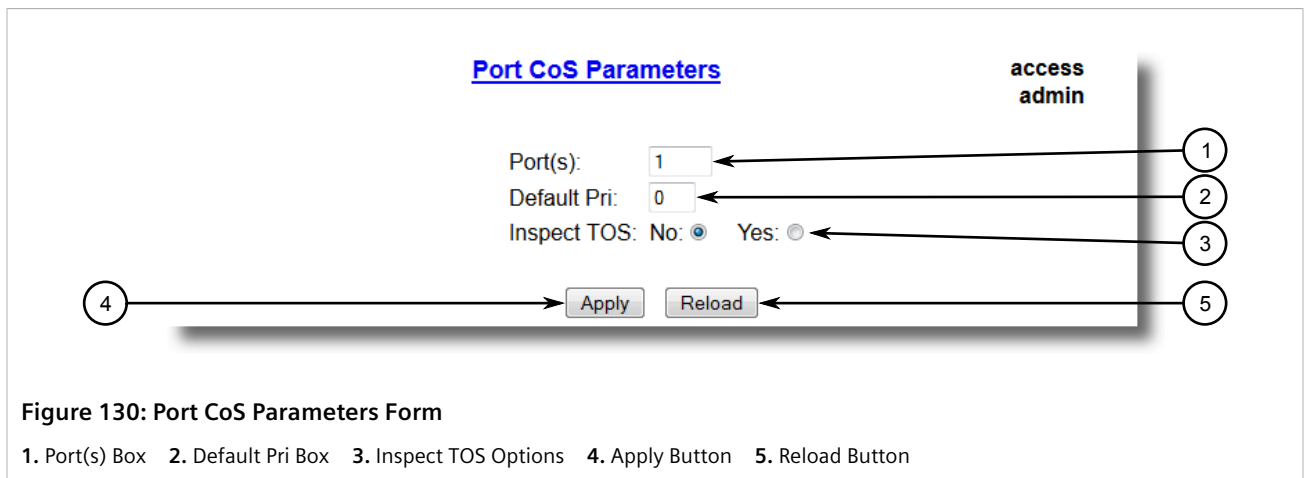 Port CoS Parameters
access
admin
Port(s): 1
1
Default Pri: 0
2
Inspect TOS: No: Yes:
3
4
Apply Reload
5
Figure 130: Port CoS Parameters Form
1. Port(s) Box 2. Default Pri Box 3. Inspect TOS Options 4. Apply Button 5. Reload Button